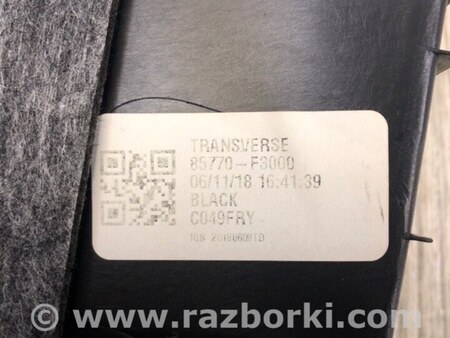 TRANSVERSE
85770-F3000
06/11/18 16:41:39
BLACK
C049FRY
www.razborki.com